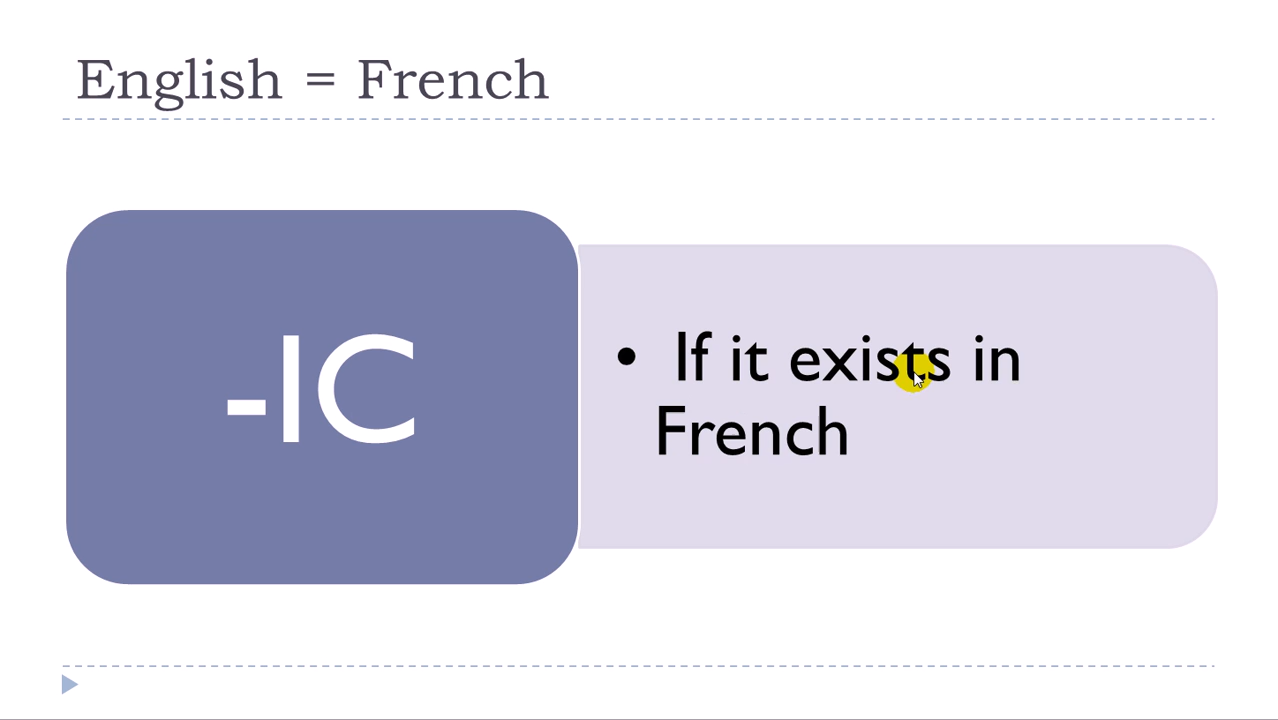 English = French
-IC
• If it exists in
French